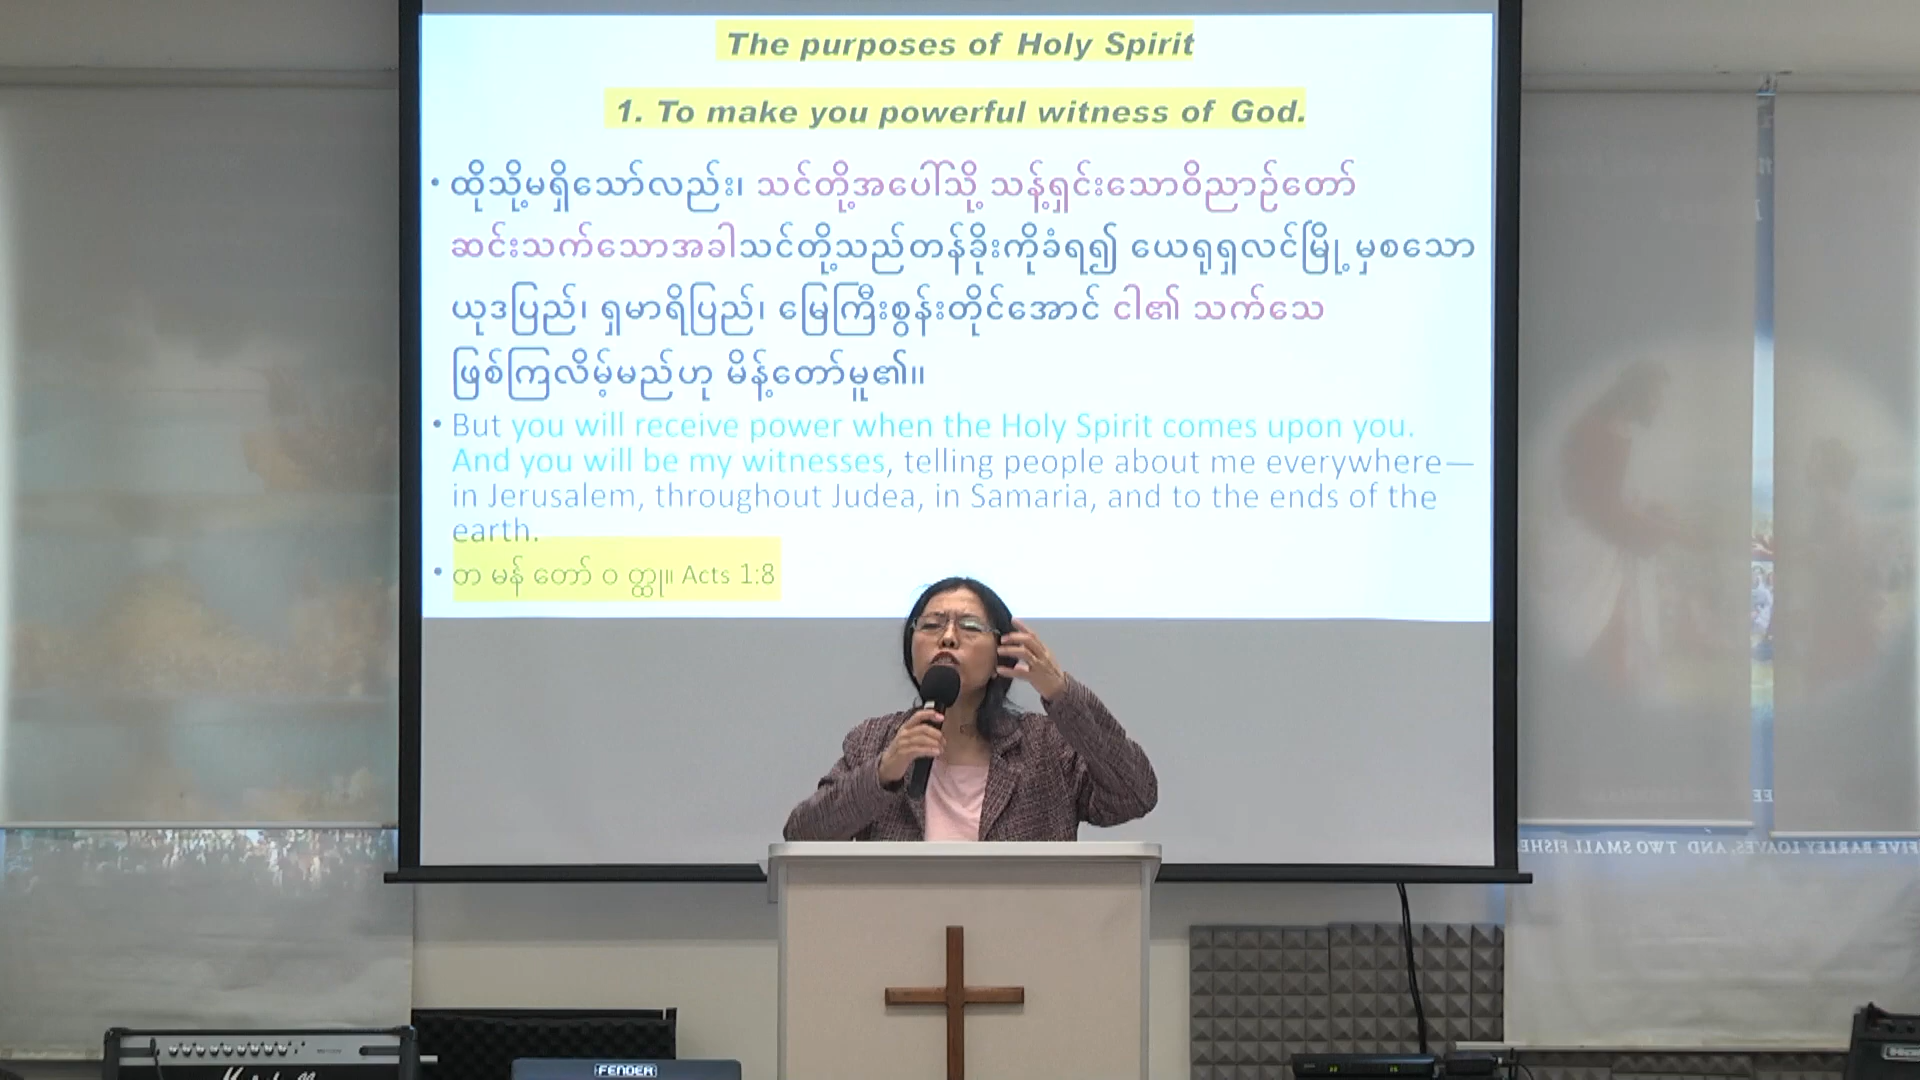 The purposes of Holy Spirit
1. To make you powerful witness of God.
• ထိုသို့မရှိသော်လည်း၊ သင်တို့အပေါ်သို့ သန့်ရှင်းသောဝိညာဉ်တော်
ဆင်းသက်သောအခါသင်တို့သည်တန်ခိုးကိုခံရ၍ ယေရုရှလင်မြို့မှစသော
ယုဒပြည်၊ ရှမာရိပြည်၊ မြေကြီးစွန်းတိုင်အောင် ငါ၏ သက်သေ
ဖြစ်ကြလိမ့်မည်ဟု မိန့်တော်မူ၏။
• But you will receive power when the Holy Spirit comes upon you.
And you will be my witnesses, telling people about me everywhere—
in Jerusalem, throughout Judea, in Samaria, and to the ends of the
earth.
• တ မန် တော် ဝ တ္ထု။ Acts 1:8
FIVE BARLEY LOAVES, AND TWO SMALL FISHE
FENDER